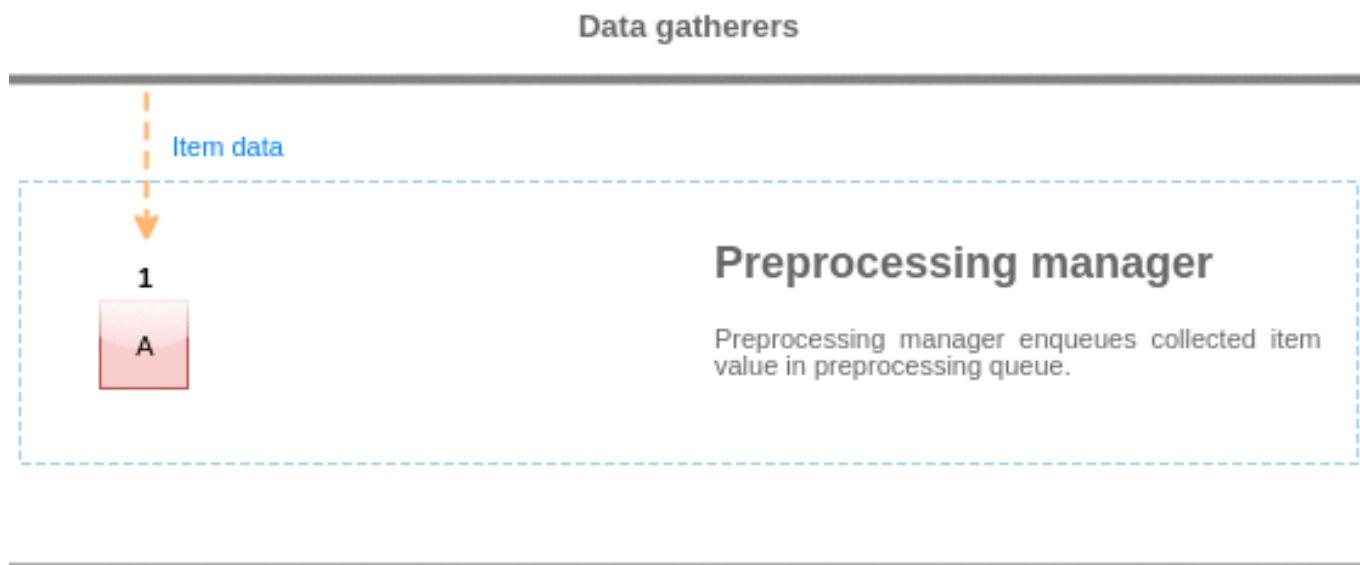 Data gatherers
Item data
1
A
Preprocessing manager
Preprocessing manager enqueues collected item
value in preprocessing queue.